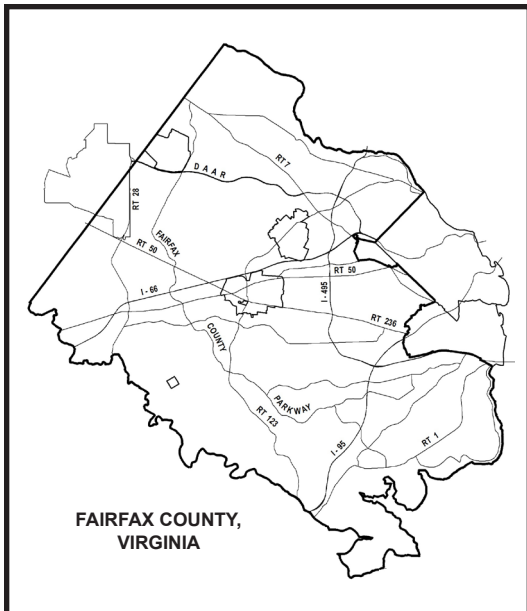 RT 7
D A A R
RT 28
FAIRFAX
RT 50
RT 50
I - 66
I - 495
RT 236
COUNTY
PARKWAY
RT 123
I - 95
RT 1
FAIRFAX COUNTY,
VIRGINIA